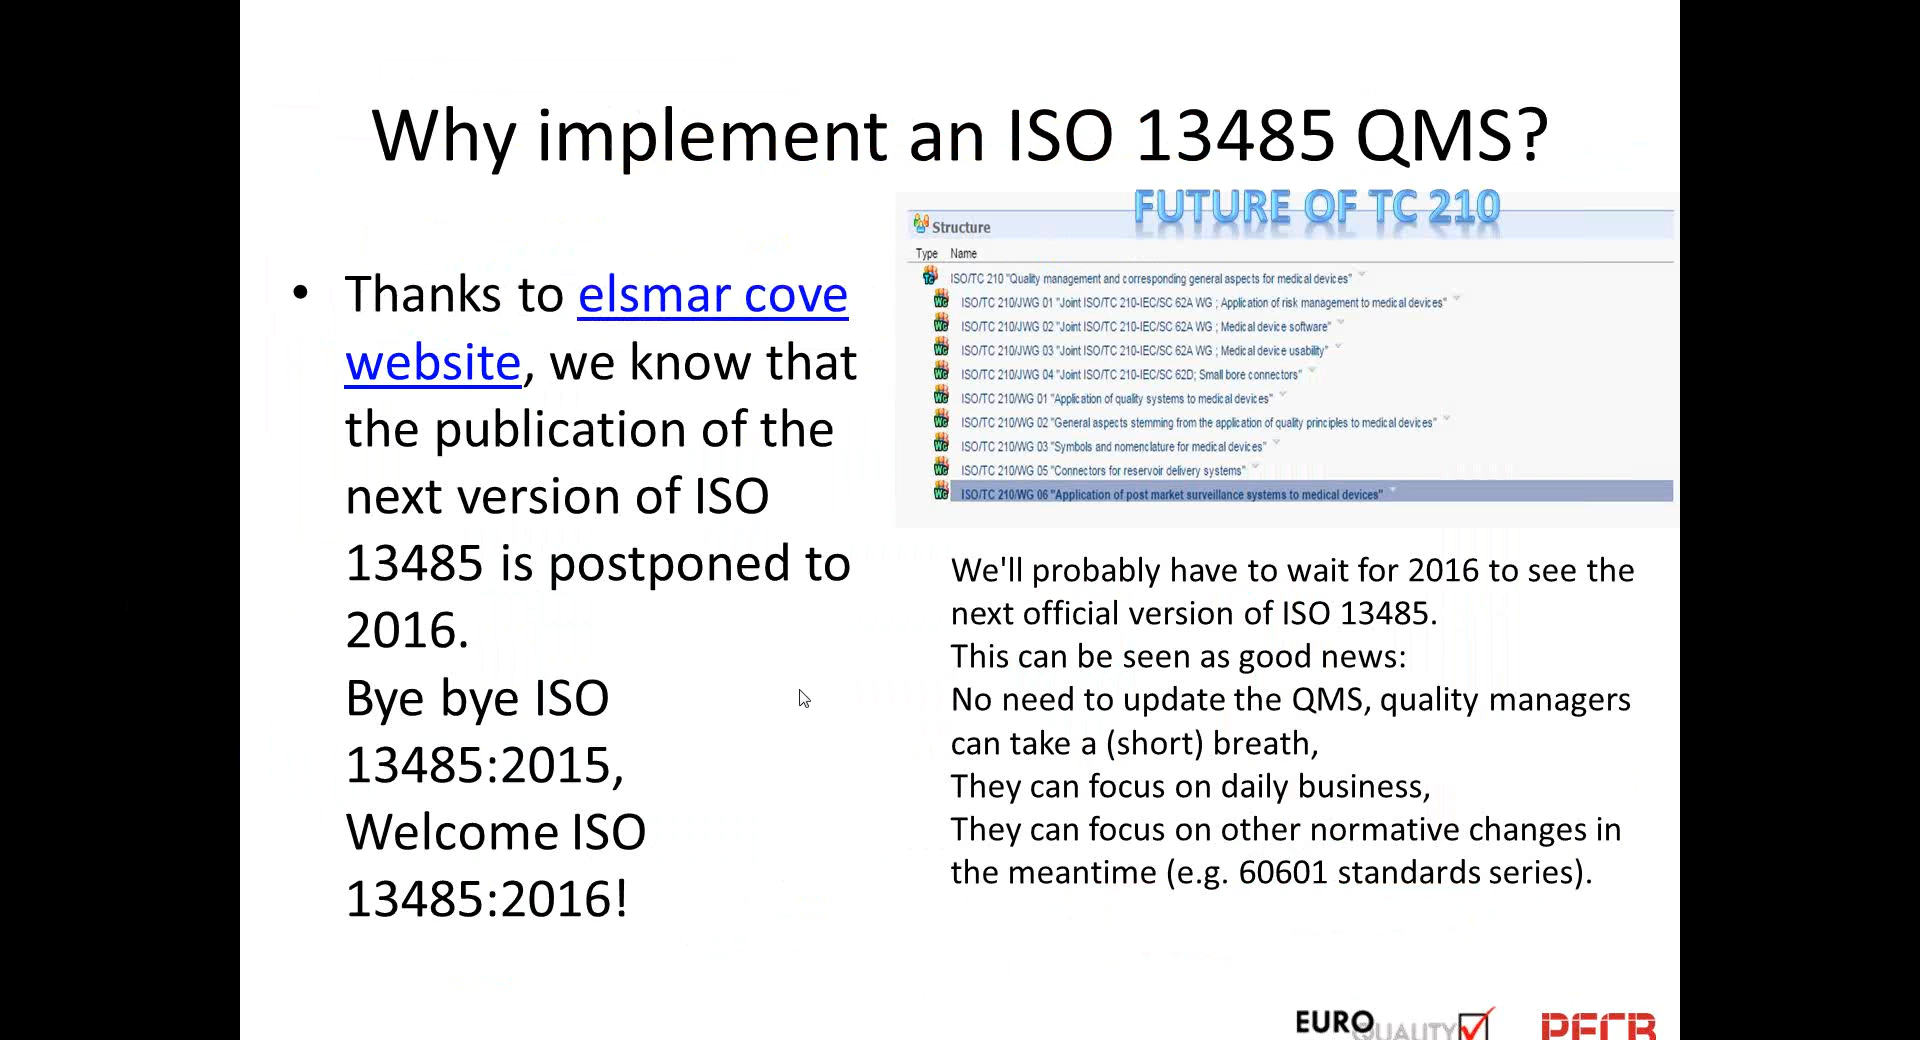 Why implement an ISO 13485 QMS?
FUTURE OF TC 210
Structure
Type Name
ISO/TC 210 "Quality management and corresponding general aspects for medical devices"
ISO/TC 210/JWG 01 "Joint ISO/TC 210-IEC/SC 62A WG ; Application of risk management to medical devices"
ISO/TC 210/JWG 02 "Joint ISO/TC 210-IEC/SC 62A WG ; Medical device software"
ISO/TC 210/JWG 03 "Joint ISO/TC 210-IEC/SC 62A WG ; Medical device usability"
ISO/TC 210/JWG 04 "Joint ISO/TC 210-IEC/SC 62D; Small bore connectors"
ISO/TC 210/WG 01 "Application of quality systems to medical devices"
ISO/TC 210/WG 02 "General aspects stemming from the application of quality principles to medical devices"
ISO/TC 210/WG 03 "Symbols and nomenclature for medical devices"
ISO/TC 210/WG 05 "Connectors for reservoir delivery systems"
ISO/TC 210/WG 06 "Application of post market surveillance systems to medical devices"
• Thanks to elsmar cove
website, we know that
the publication of the
next version of ISO
13485 is postponed to
2016.
Bye bye ISO
13485:2015,
Welcome ISO
13485:2016!
We'll probably have to wait for 2016 to see the
next official version of ISO 13485.
This can be seen as good news:
No need to update the QMS, quality managers
can take a (short) breath,
They can focus on daily business,
They can focus on other normative changes in
the meantime (e.g. 60601 standards series).
EURO
QUALITY
PECB